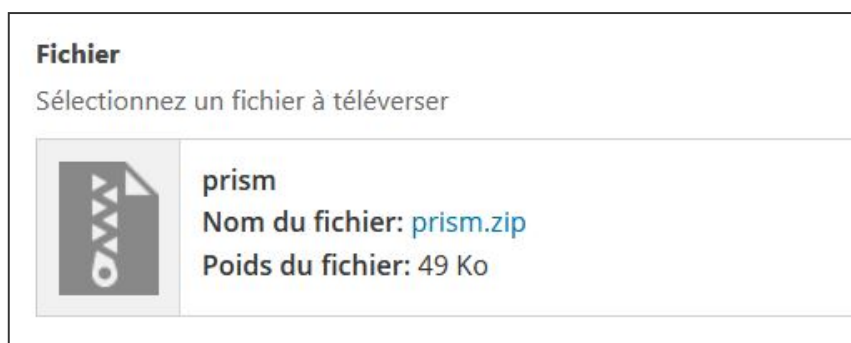 Fichier
Sélectionnez un fichier à téléverser
prism
Nom du fichier: prism.zip
Poids du fichier: 49 Ko